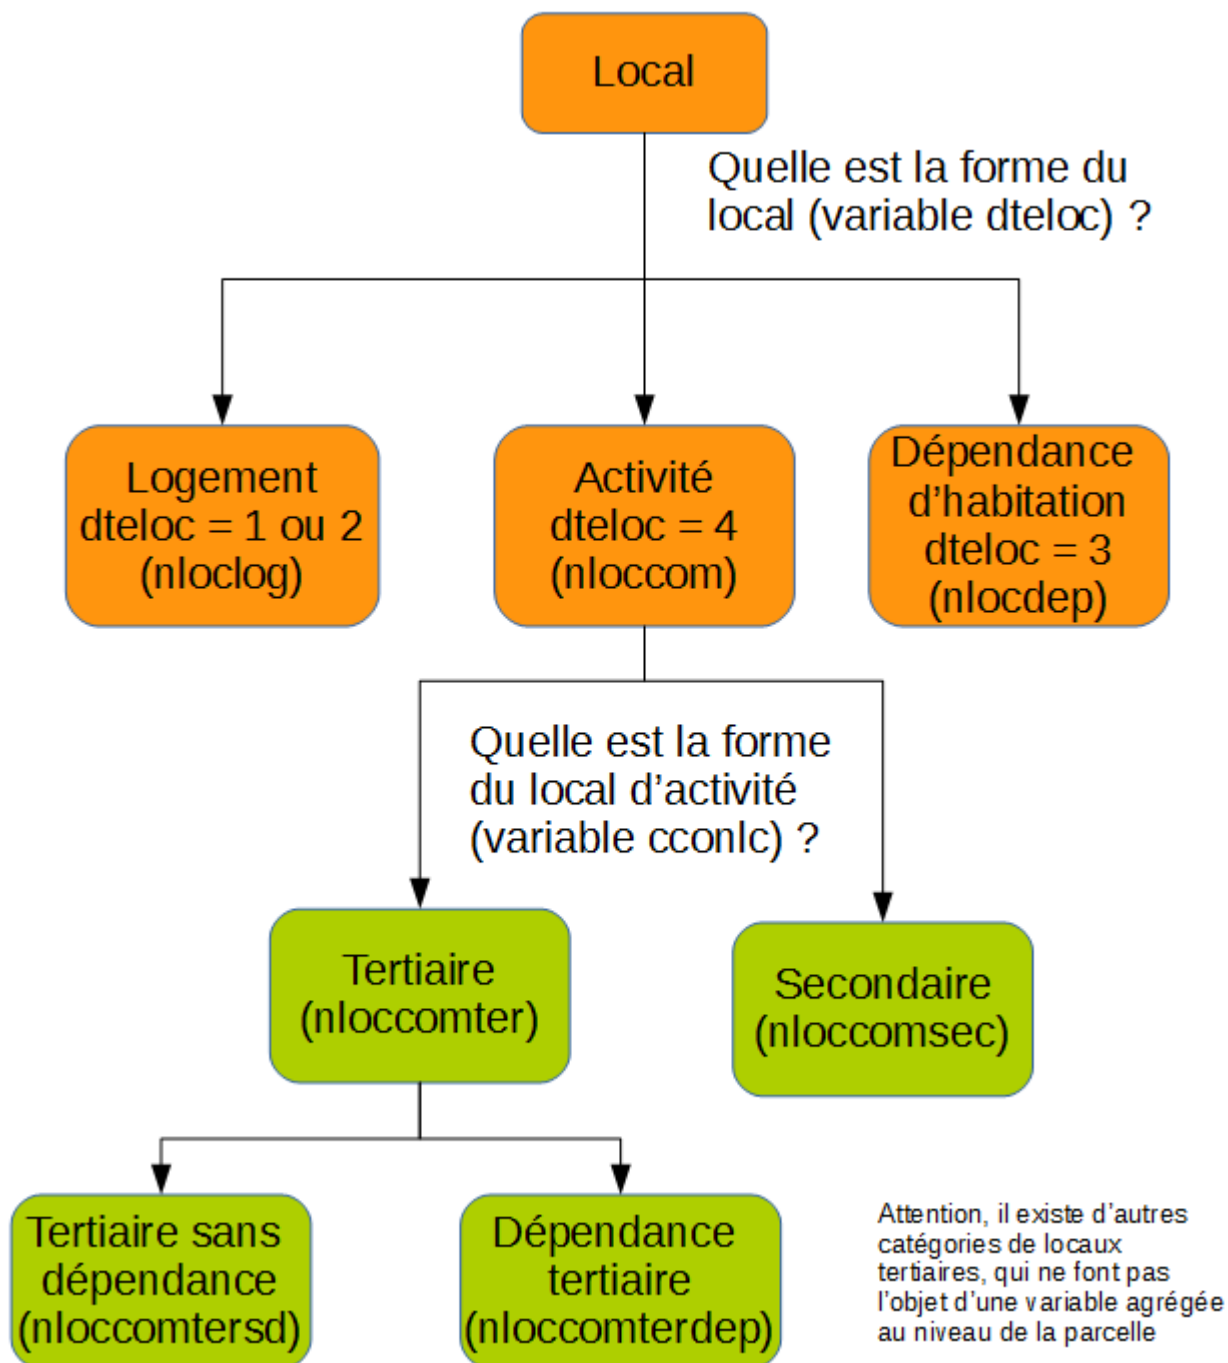 Local
Quelle est la forme du
local (variable dteloc) ?
Logement
dteloc = 1 ou 2
(nloclog)
Activité
dteloc = 4
(nloccom)
Dépendance
d’habitation
dteloc = 3
(nlocdep)
Quelle est la forme
du local d’activité
(variable cconlc) ?
Tertiaire
(nloccomter)
Secondaire
(nloccomsec)
Tertiaire sans
dépendance
(nloccomtersd)
Dépendance
tertiaire
(nloccomterdep)
Attention, il existe d’autres
catégories de locaux
tertiaires, qui ne font pas
l’objet d’une variable agrégée
au niveau de la parcelle